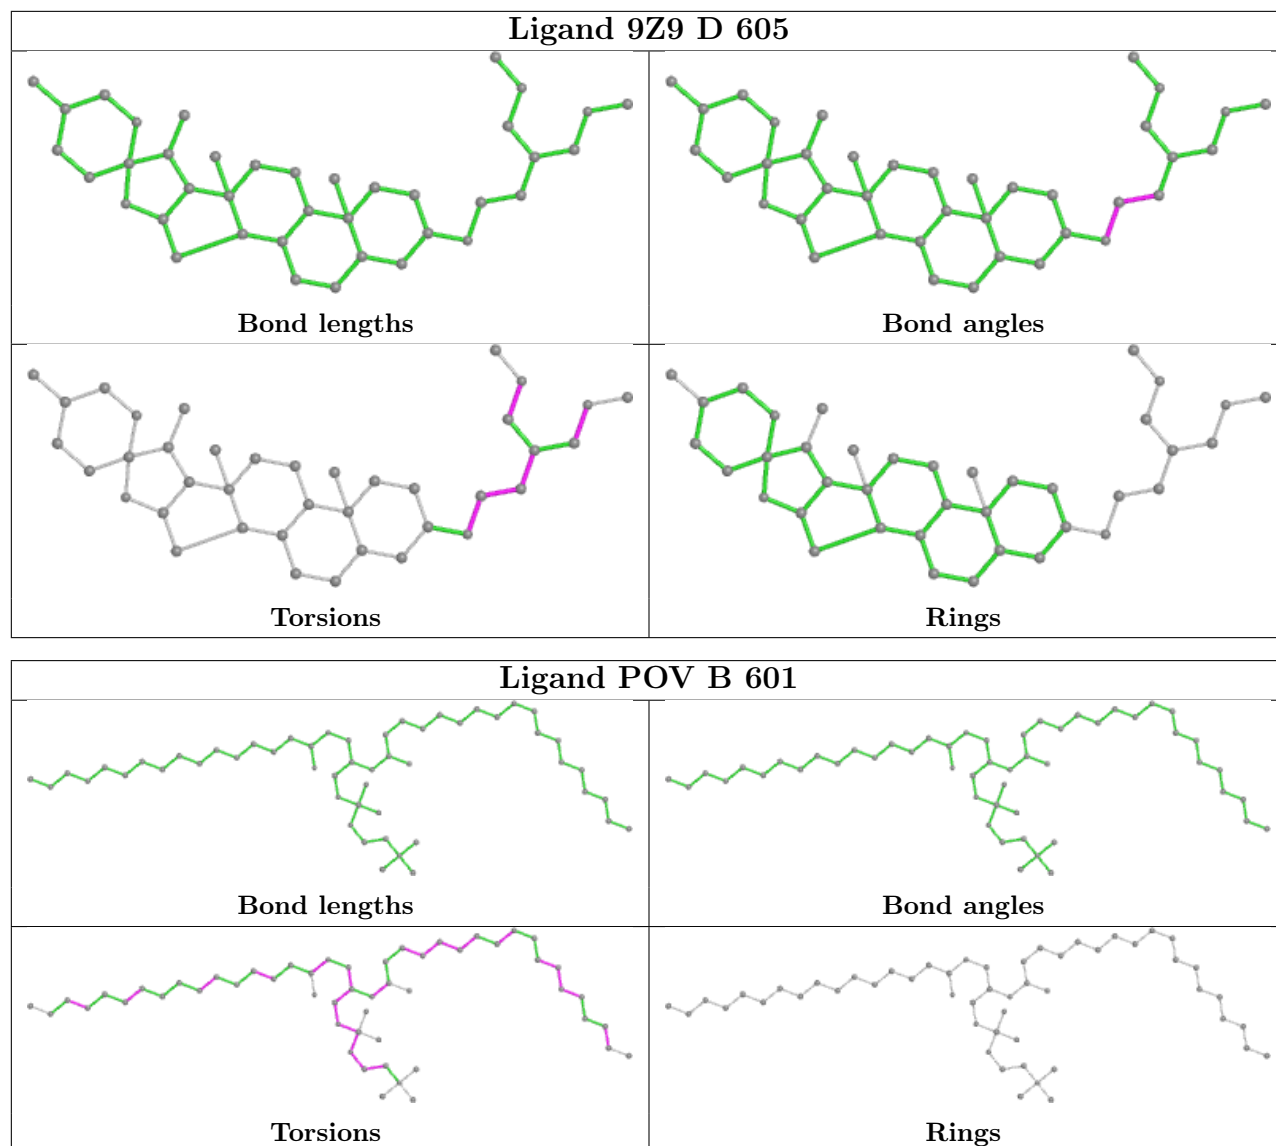 Ligand 9Z9 D 605
Bond lengths
Bond angles
Torsions
Rings
Ligand POV B 601
Bond lengths
Bond angles
Torsions
Rings